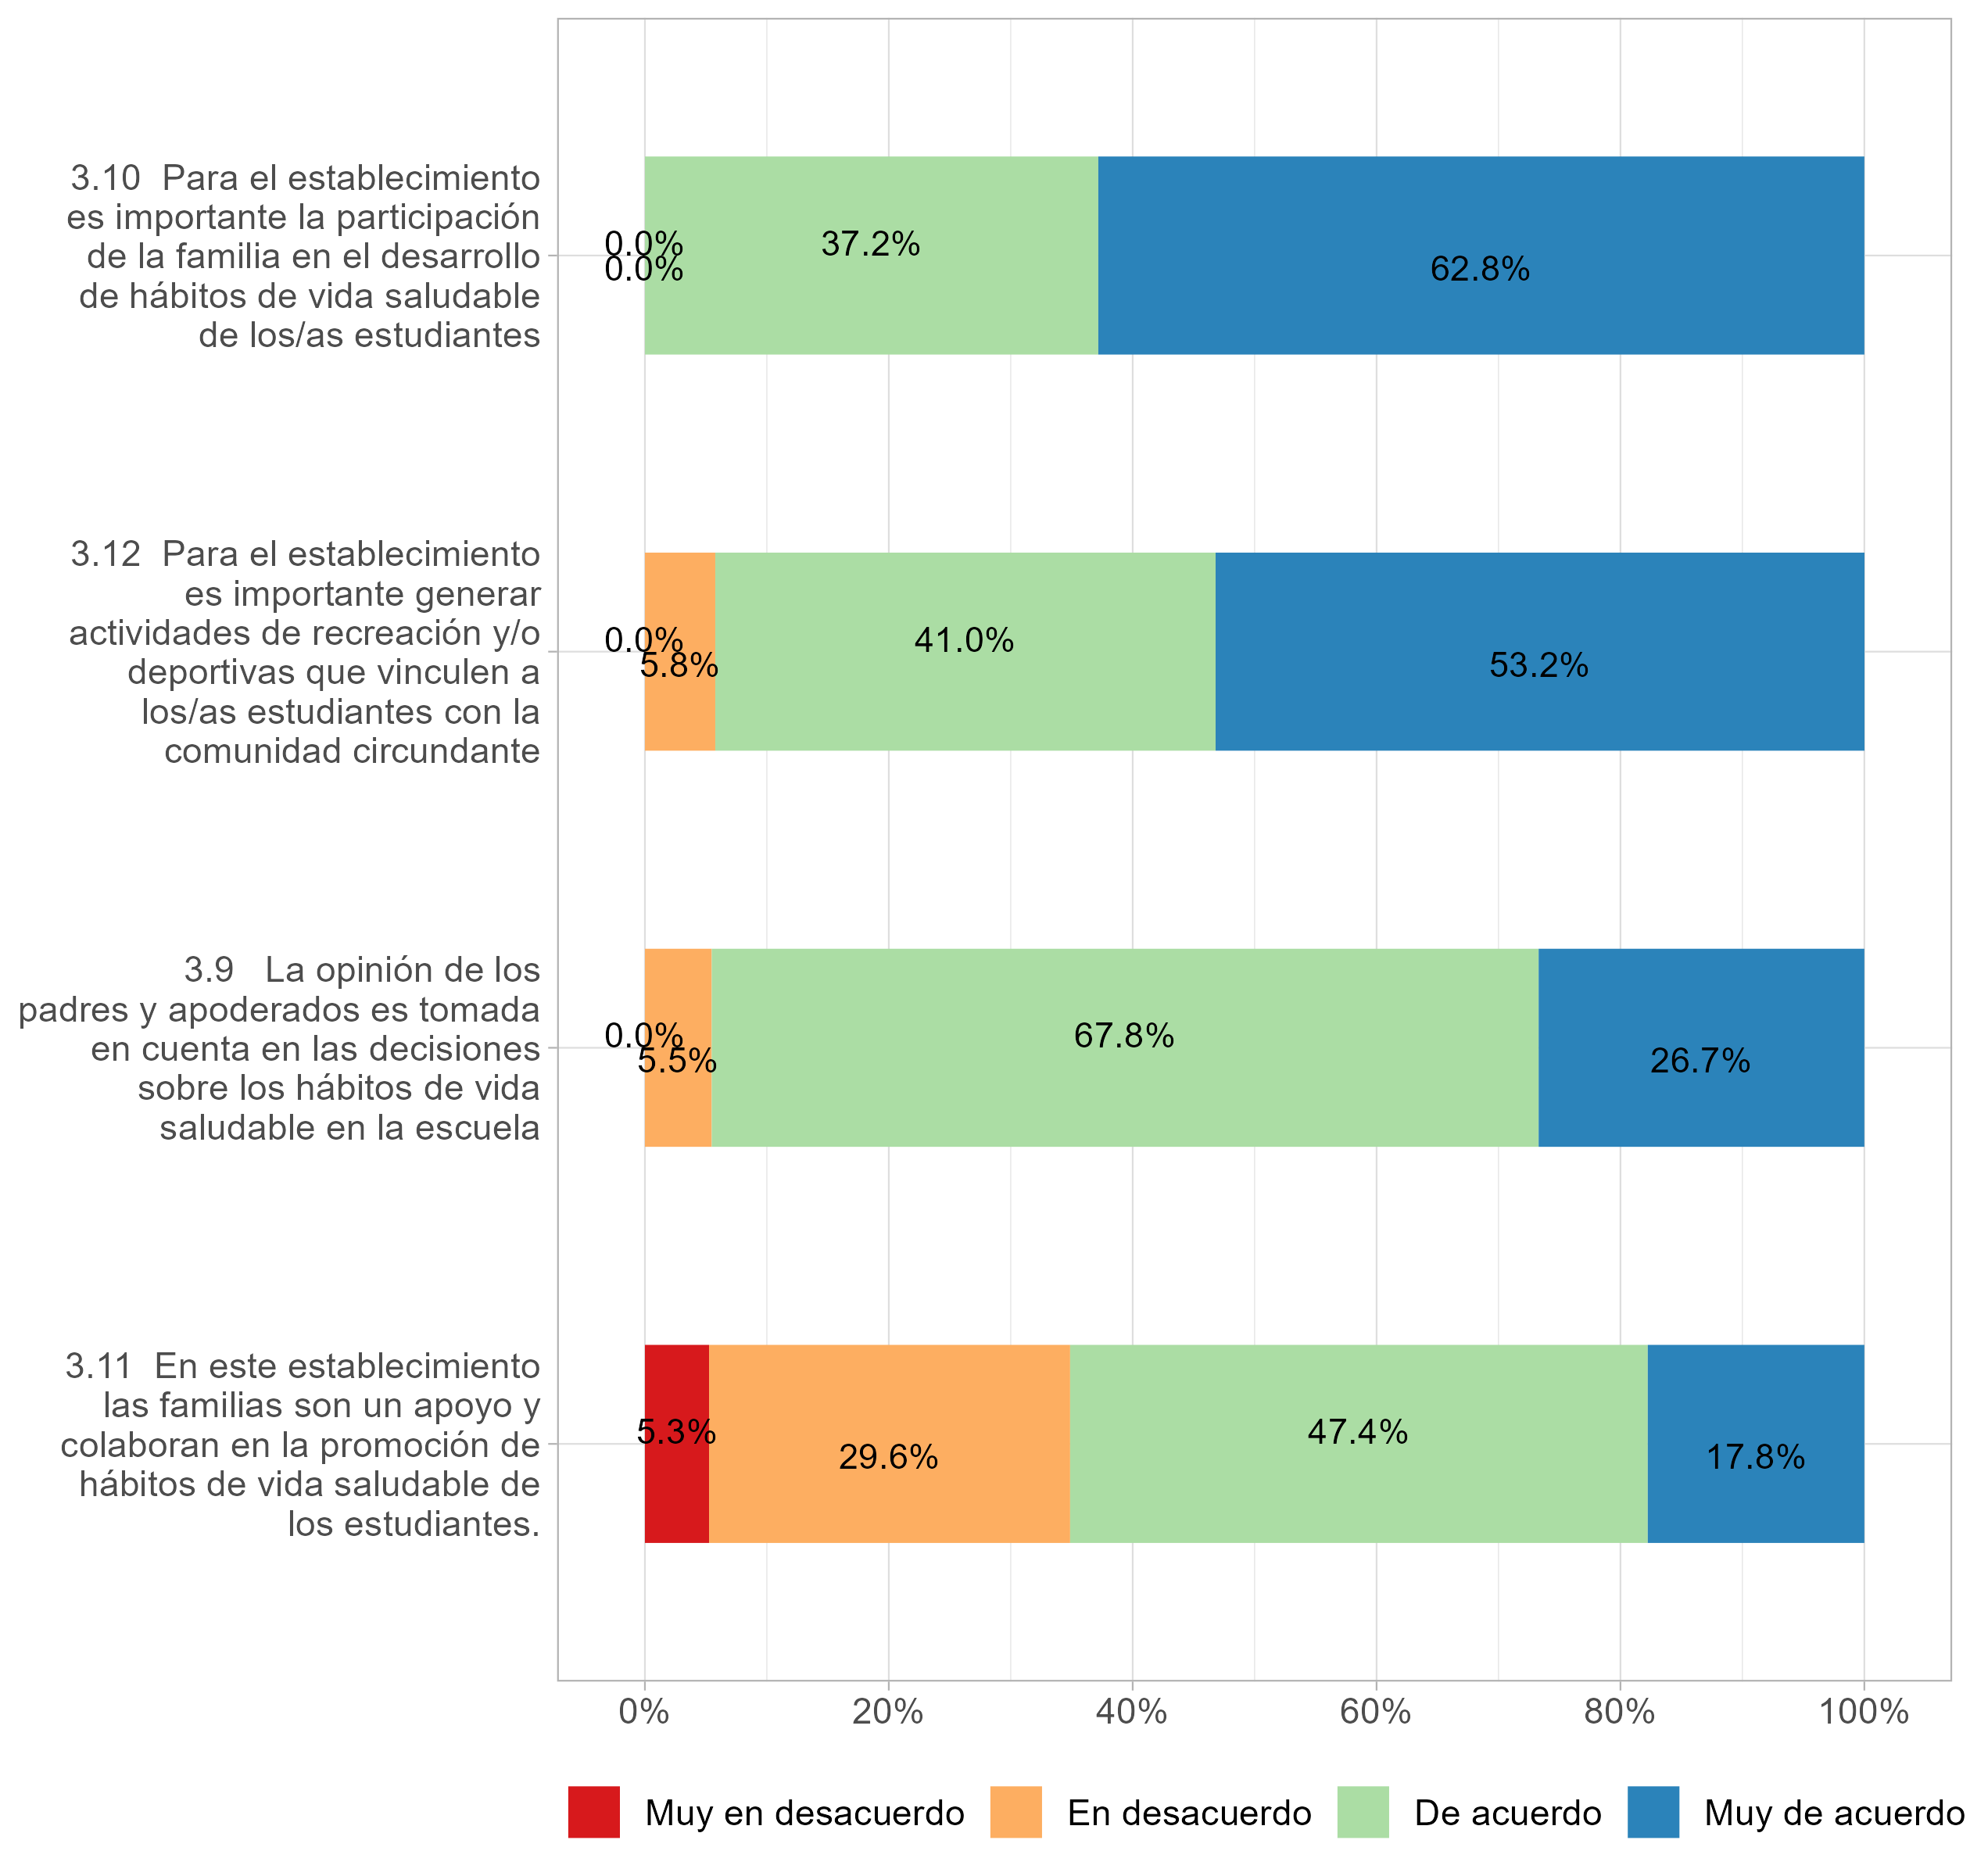 3.10  Para el establecimiento
es importante la participación
de la familia en el desarrollo
de hábitos de vida saludable
de los/as estudiantes
0.0%
0.0%
37.2%
62.8%
3.12  Para el establecimiento
es importante generar
actividades de recreación y/o
deportivas que vinculen a
los/as estudiantes con la
comunidad circundante
0.0%
5.8%
41.0%
53.2%
3.9   La opinión de los
padres y apoderados es tomada
en cuenta en las decisiones
sobre los hábitos de vida
saludable en la escuela
0.0%
5.5%
67.8%
26.7%
3.11  En este establecimiento
las familias son un apoyo y
colaboran en la promoción de
hábitos de vida saludable de
los estudiantes.
5.3%
29.6%
47.4%
17.8%
0% 20% 40% 60% 80% 100%
Muy en desacuerdo En desacuerdo De acuerdo Muy de acuerdo